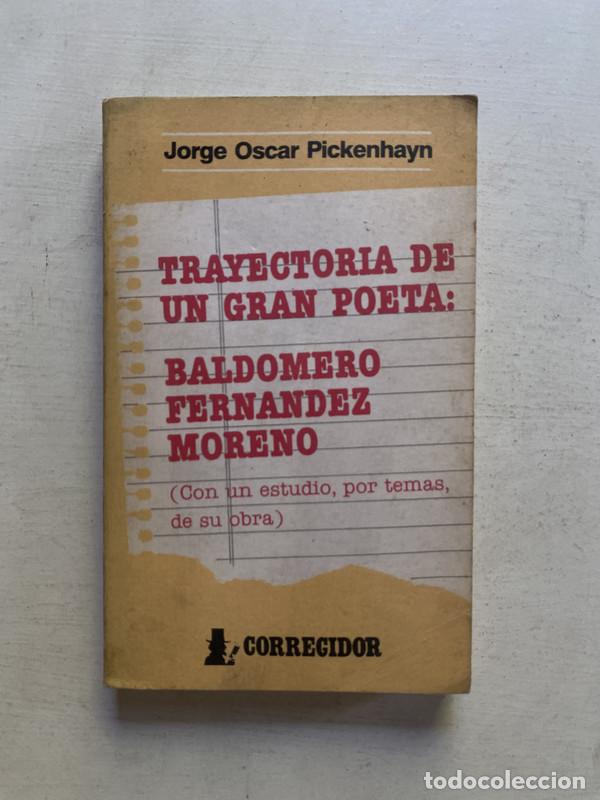 Jorge Oscar Pickenhayn
TRAYECTORIA DE
UN GRAN POETA:
BALDOMERO
FERNANDEZ
MORENO
(Con un estudio, por temas,
de su obra)
CORREGIDOR
todocoleccion